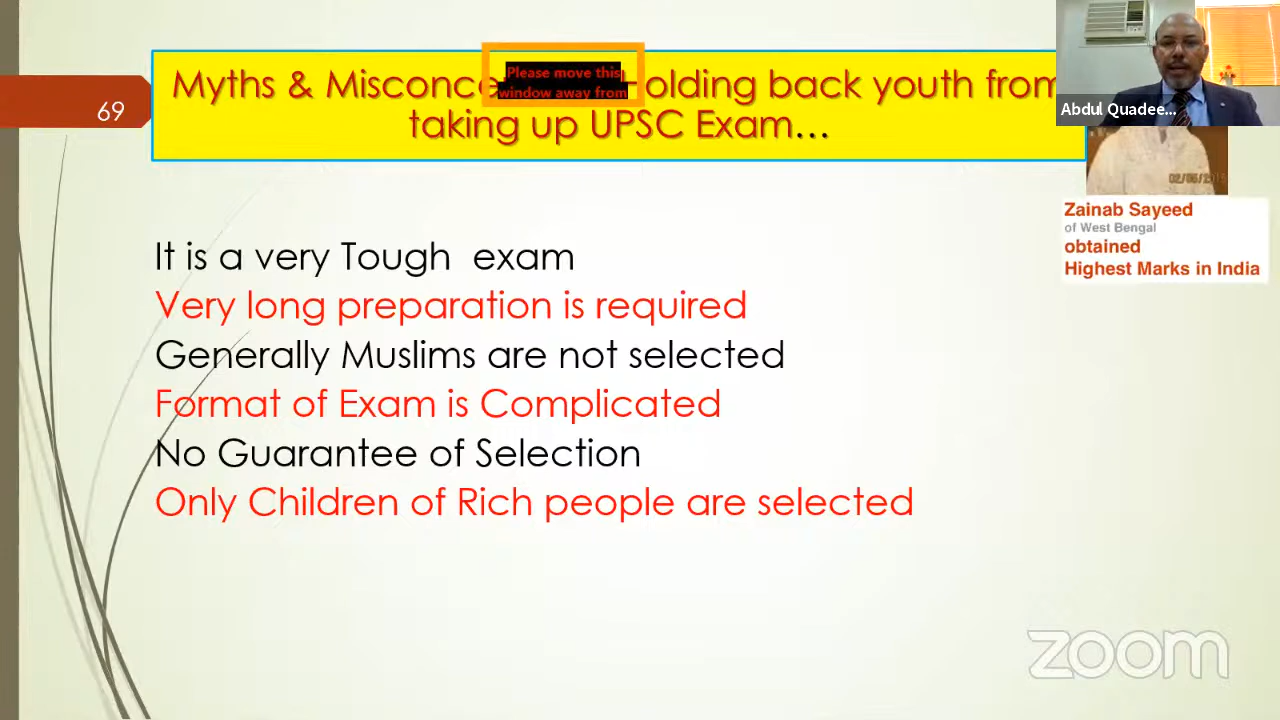 69
Myths & Misconce olding back youth from
Please move this
window away from
taking up UPSC Exam...
Abdul Quadee...
02/05/201
Zainab Sayeed
of West Bengal
obtained
Highest Marks in India
It is a very Tough exam
Very long preparation is required
Generally Muslims are not selected
Format of Exam is Complicated
No Guarantee of Selection
Only Children of Rich people are selected
zoom